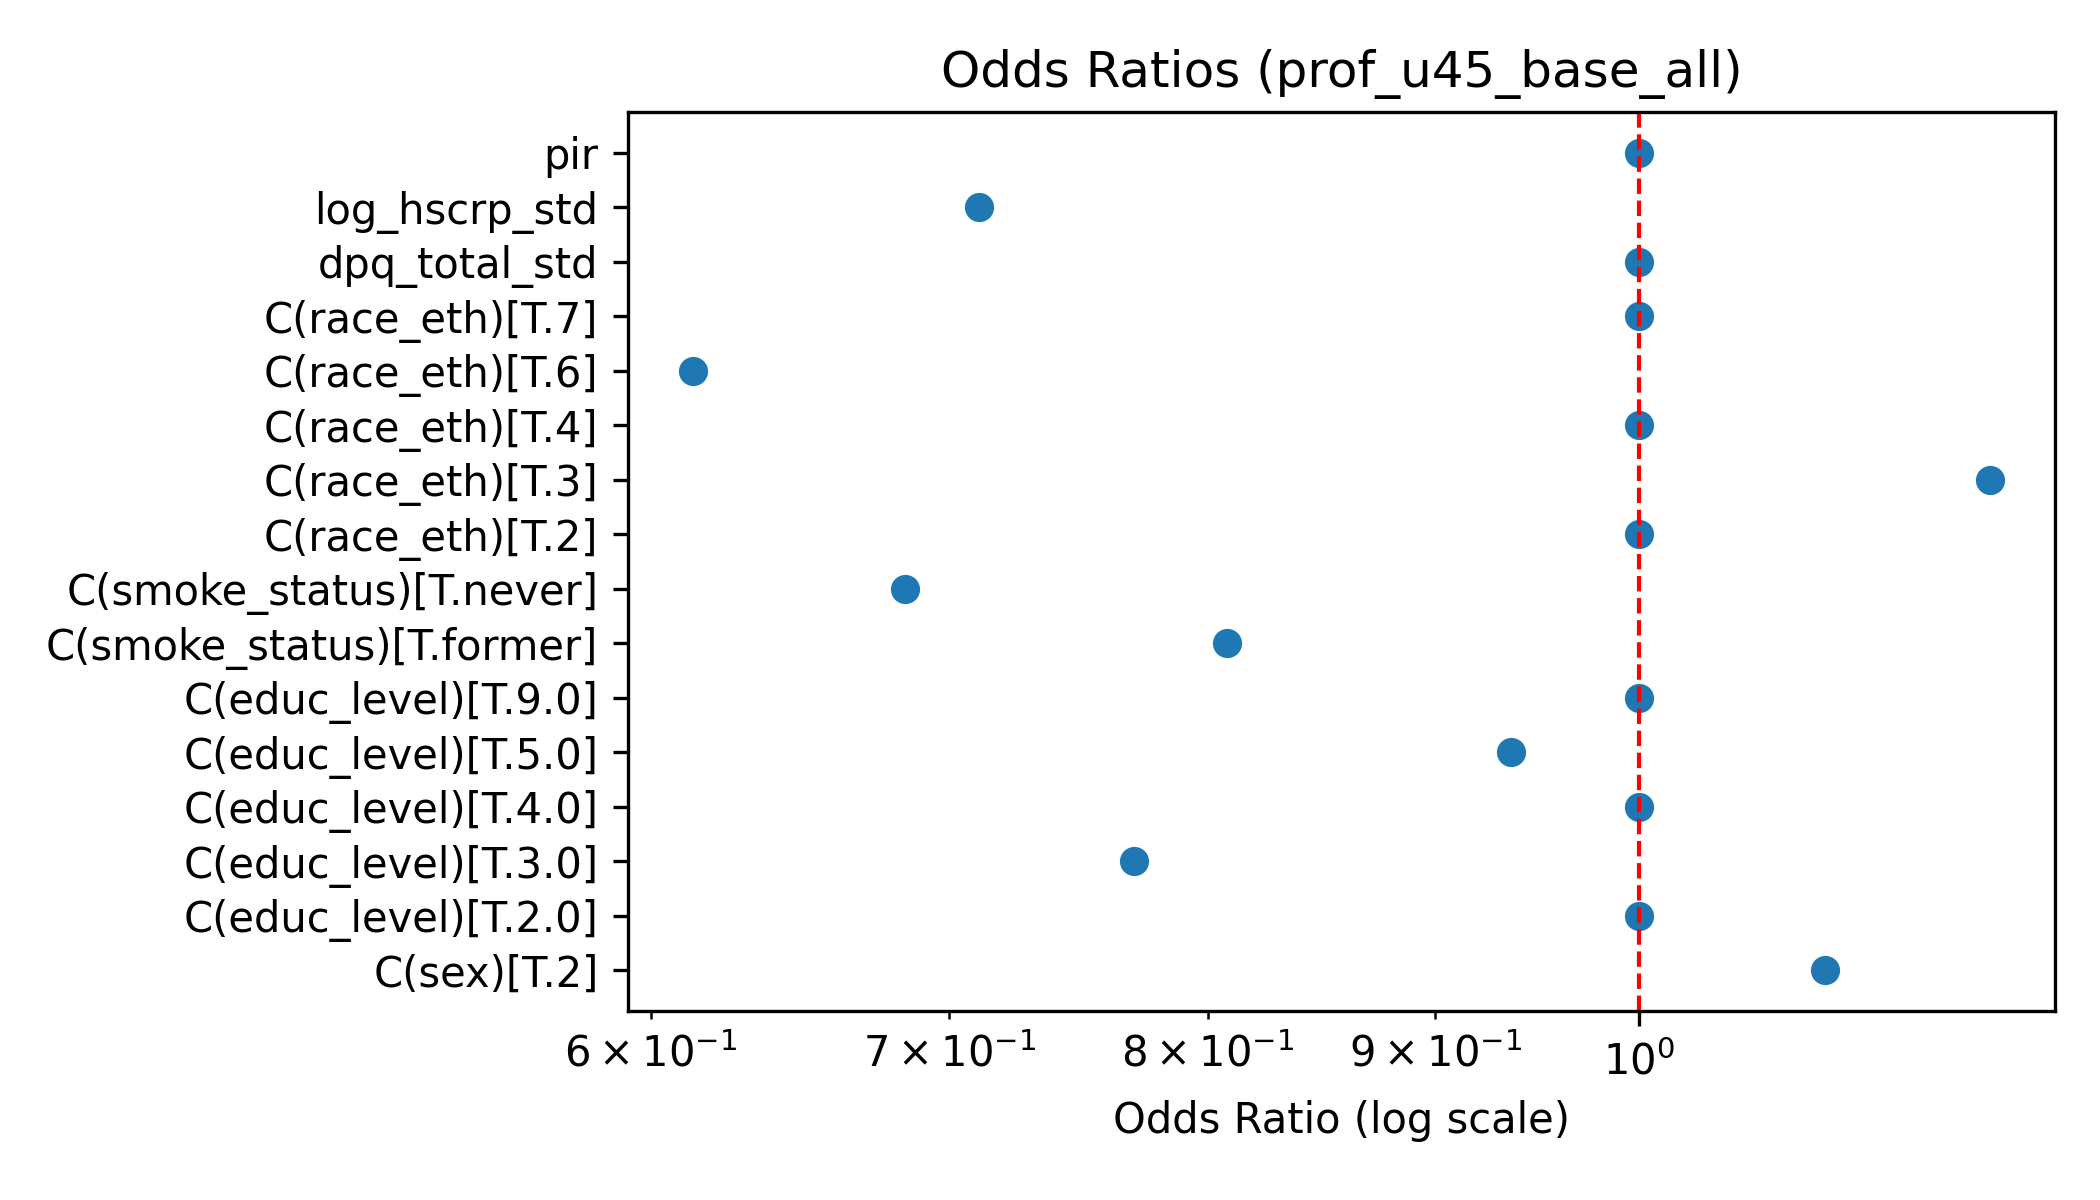 Odds Ratios (prof_u45_base_all)
pir
log_hscrp_std
dpq_total_std
C(race_eth)[T.7]
C(race_eth)[T.6]
C(race_eth)[T.4]
C(race_eth)[T.3]
C(race_eth)[T.2]
C(smoke_status)[T.never]
C(smoke_status)[T.former]
C(educ_level)[T.9.0]
C(educ_level)[T.5.0]
C(educ_level)[T.4.0]
C(educ_level)[T.3.0]
C(educ_level)[T.2.0]
C(sex)[T.2]
6 × 10⁻¹ 7 × 10⁻¹ 8 × 10⁻¹ 9 × 10⁻¹ 10⁰
Odds Ratio (log scale)